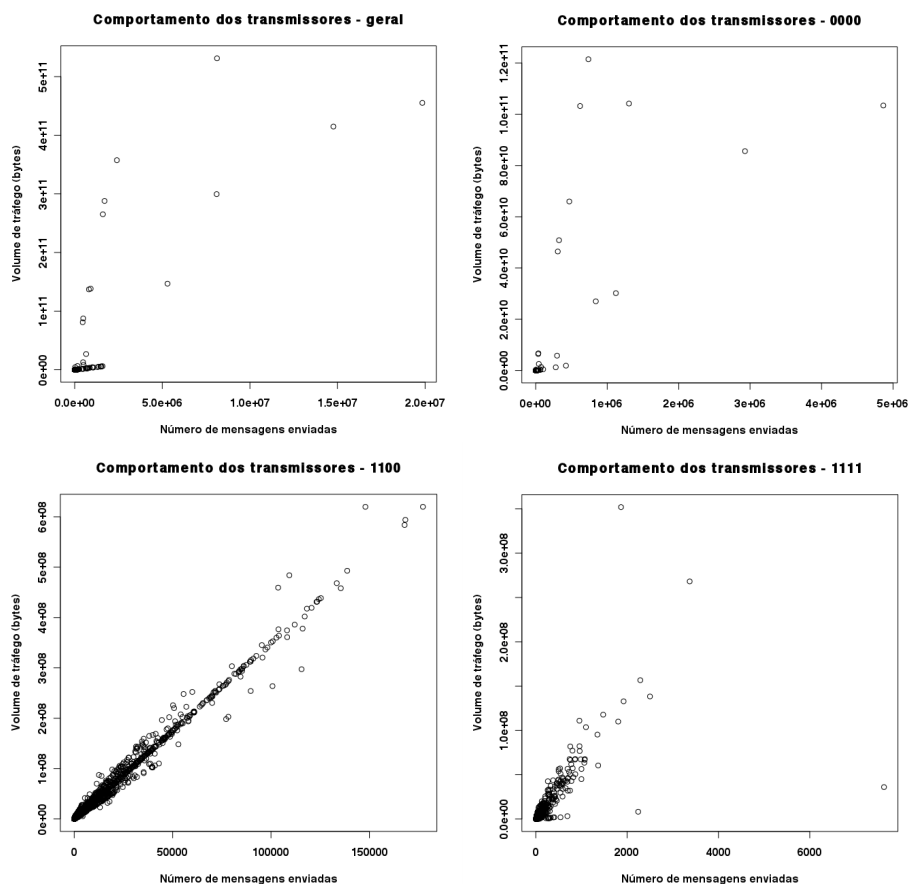 Comportamento dos transmissores - geral
Volume de tráfego (bytes)
5e+11
4e+11
3e+11
2e+11
1e+11
0e+00
0.0e+00 5.0e+06 1.0e+07 1.5e+07 2.0e+07
Número de mensagens enviadas
Comportamento dos transmissores - 0000
Volume de tráfego (bytes)
1.2e+11
1.0e+11
8.0e+10
6.0e+10
4.0e+10
2.0e+10
0.0e+00
0e+00 1e+06 2e+06 3e+06 4e+06 5e+06
Número de mensagens enviadas
Comportamento dos transmissores - 1100
Volume de tráfego (bytes)
6e+08
5e+08
4e+08
3e+08
2e+08
1e+08
0e+00
0 50000 100000 150000
Número de mensagens enviadas
Comportamento dos transmissores - 1111
Volume de tráfego (bytes)
3.0e+08
2.0e+08
1.0e+08
0.0e+00
0 2000 4000 6000
Número de mensagens enviadas